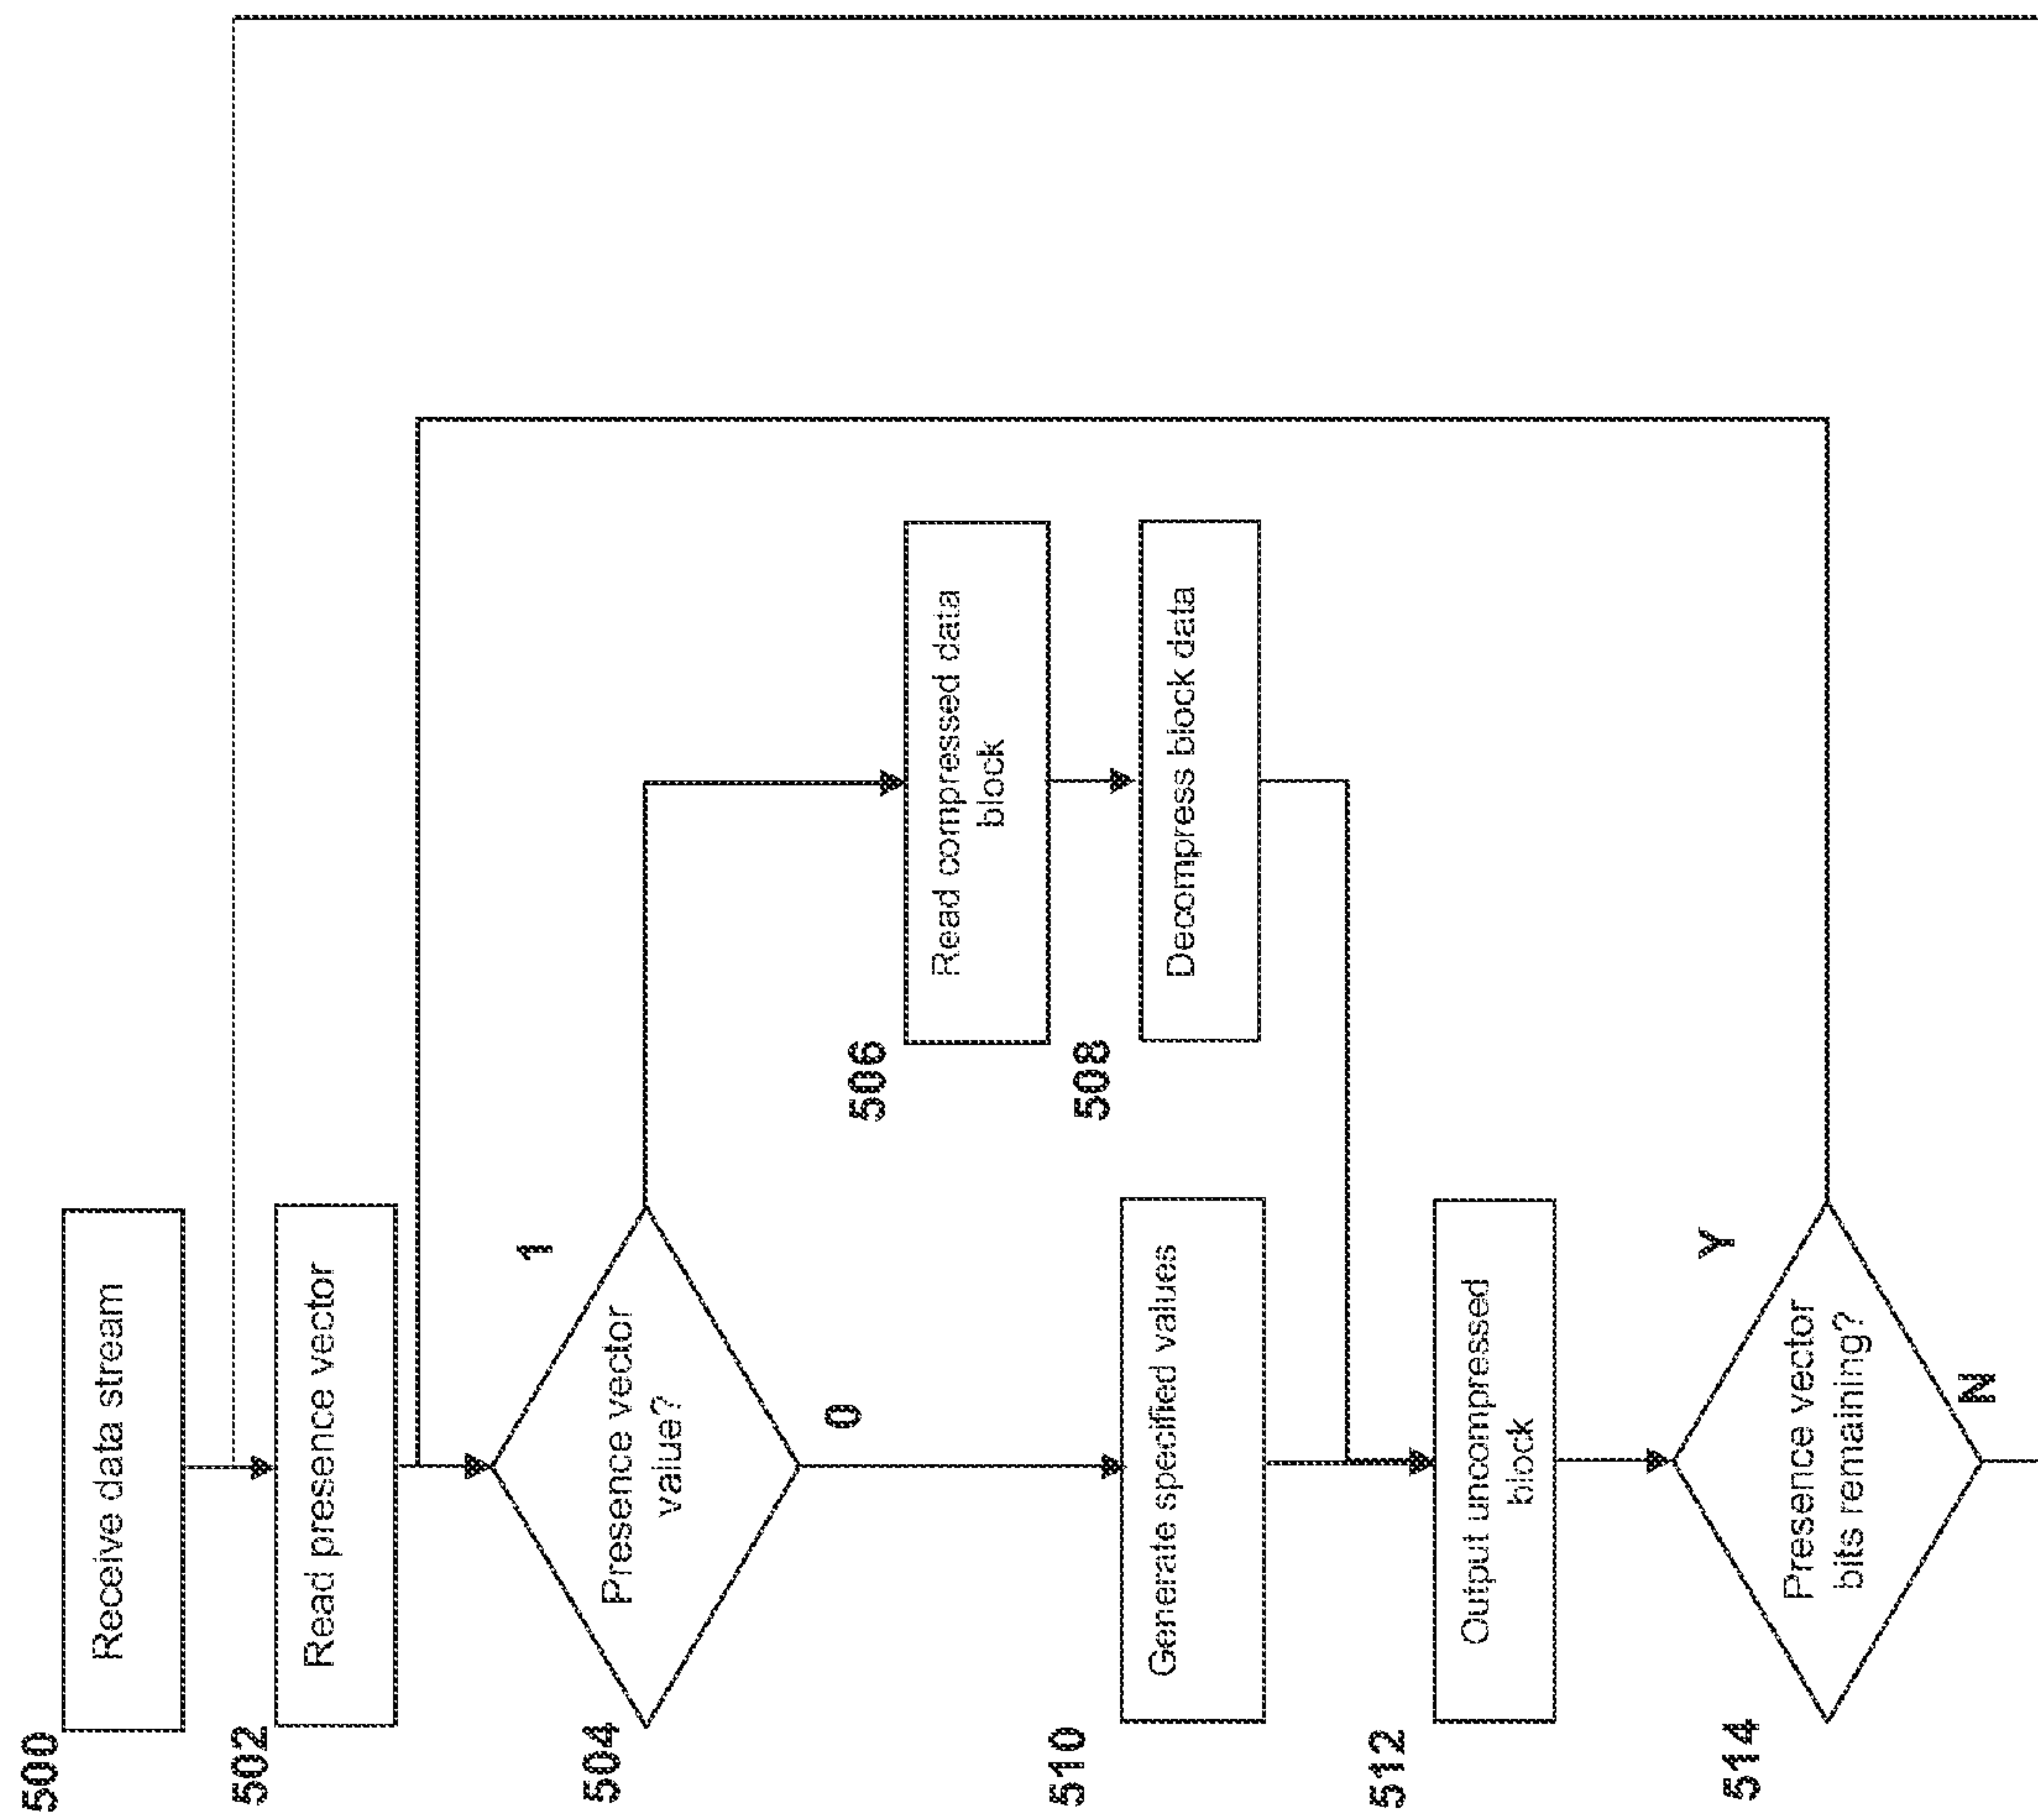 500
Receive data stream
502
Read presence vector
504
Presence vector
value?
1
0
506
Read compressed data
block
508
Decompress block data
510
Generate specified values
512
Output uncompressed
block
514
Presence vector
bits remaining?
Y
N